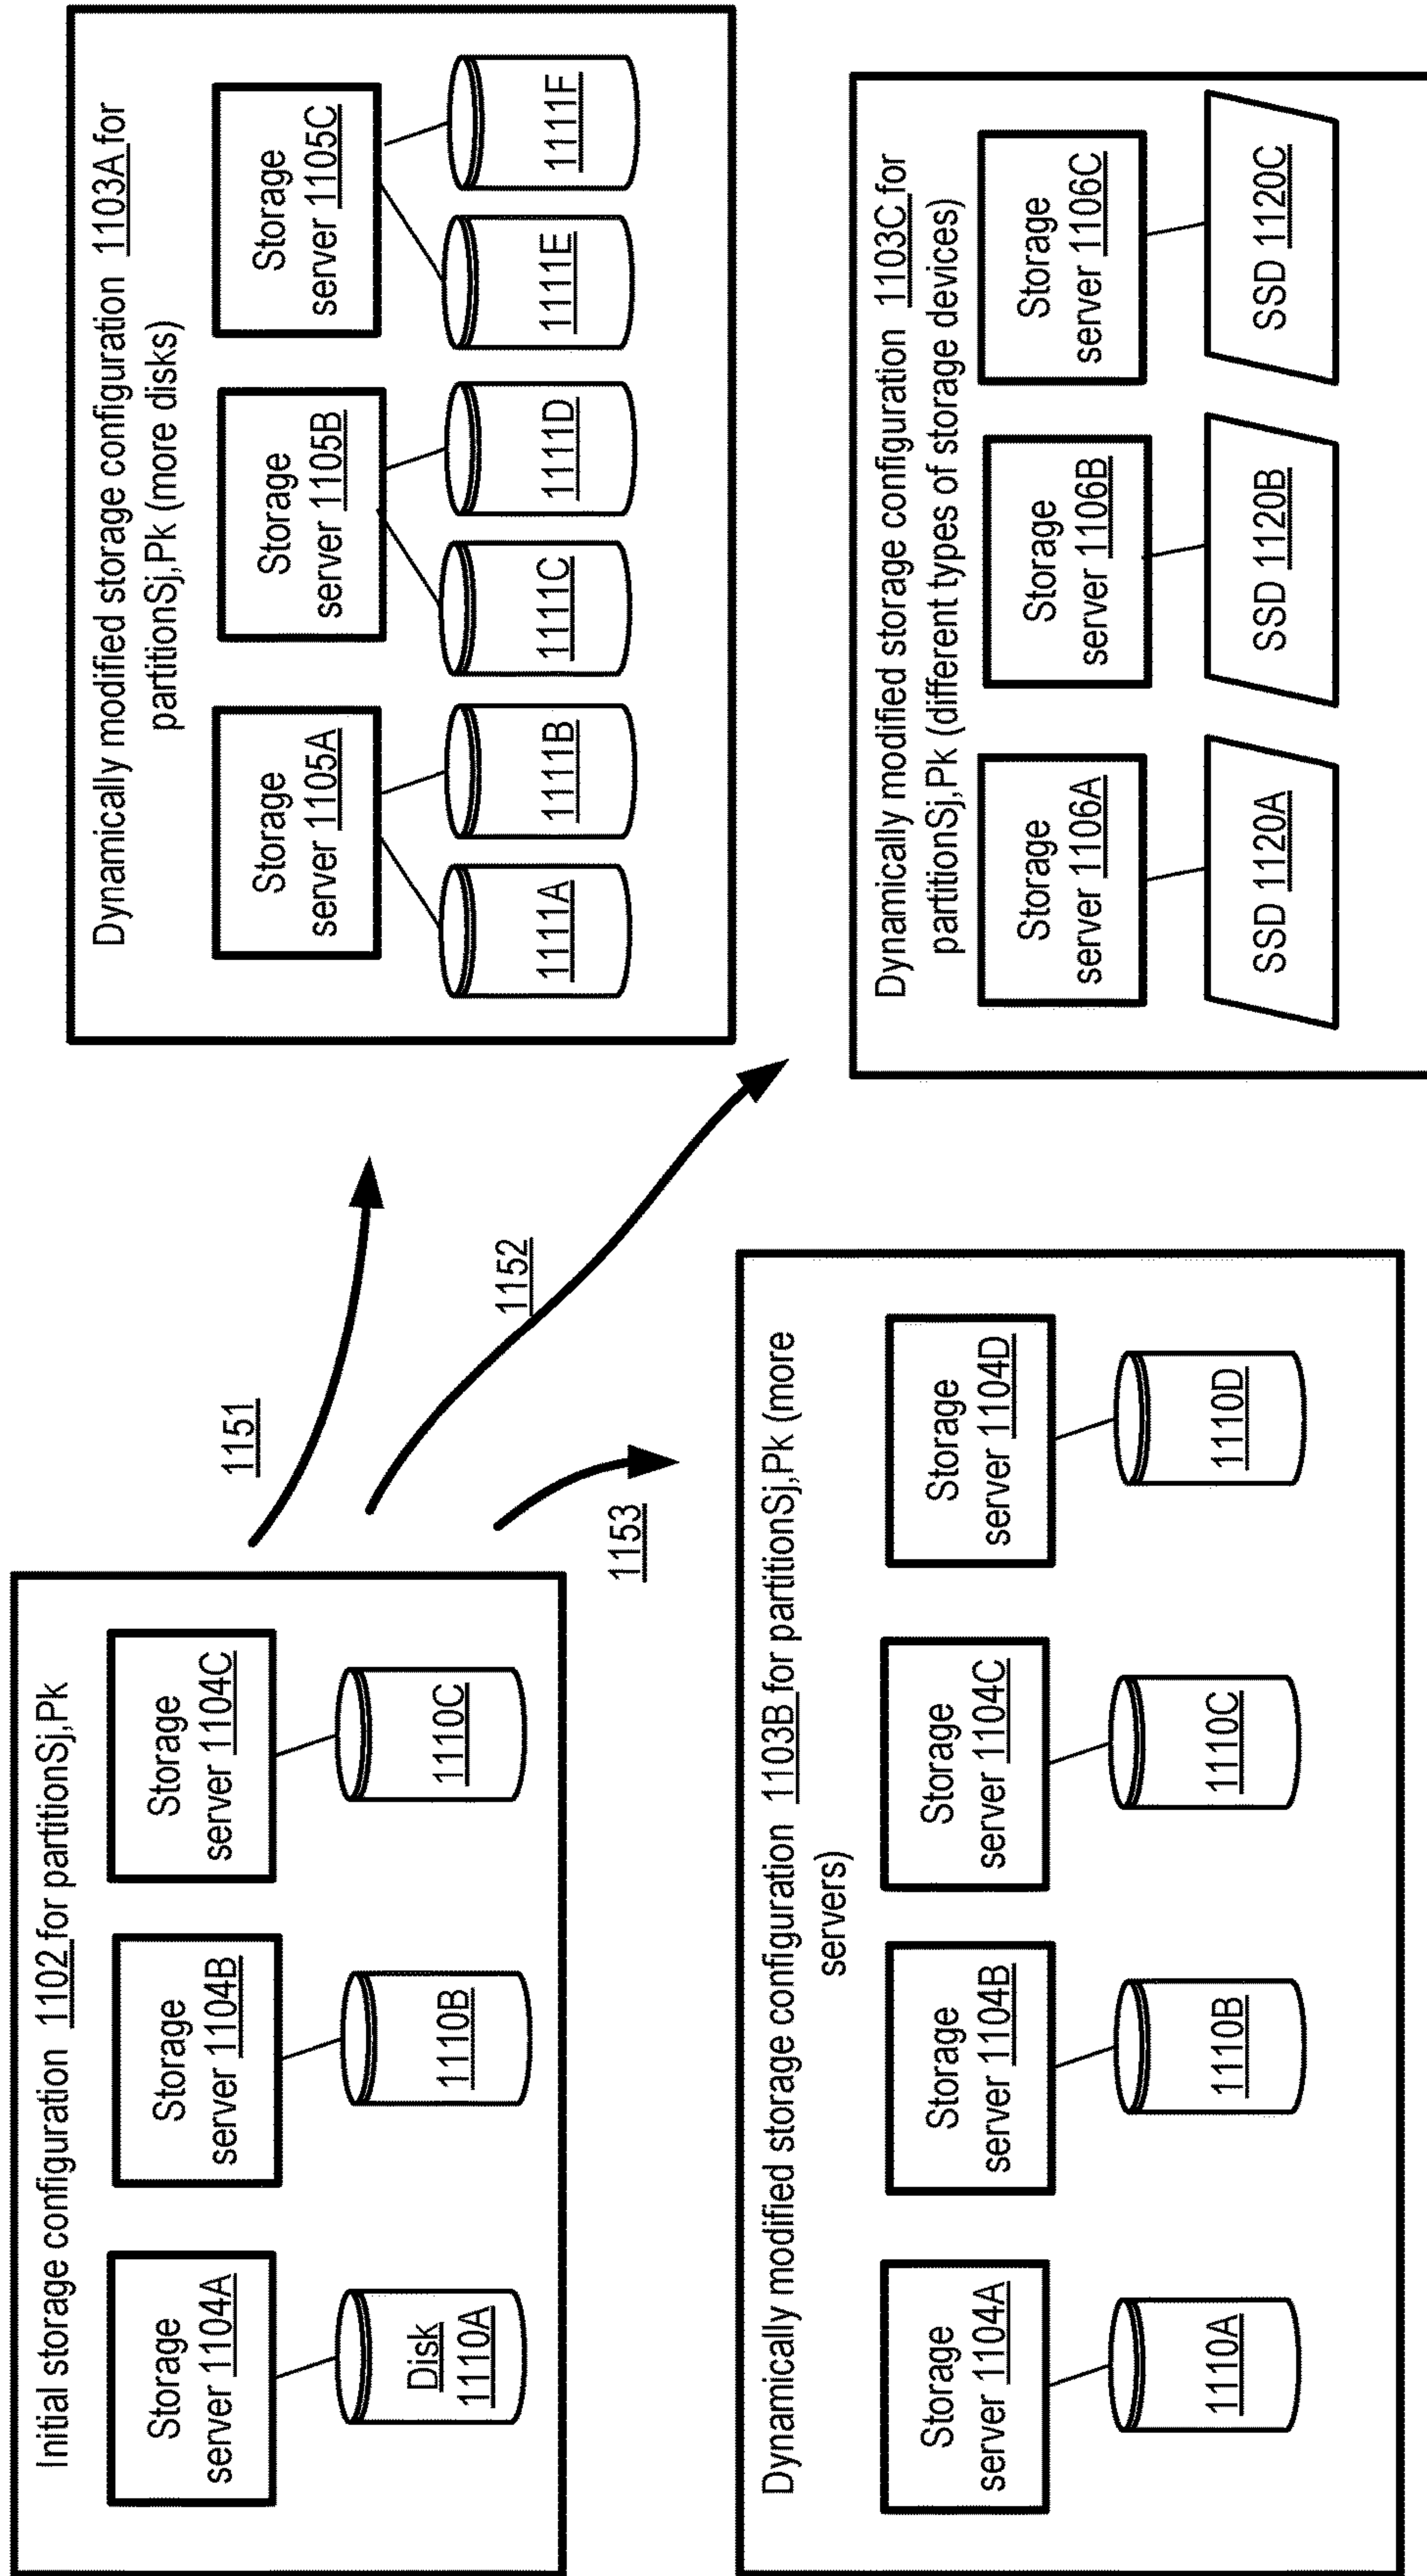 Initial storage configuration 1102 for partitionSj,Pk
Storage
server 1104A
Storage
server 1104B
Storage
server 1104C
Disk
1110A
1110B
1110C
1151
1152
1153
Dynamically modified storage configuration 1103A for
partitionSj,Pk (more disks)
Storage
server 1105A
Storage
server 1105B
Storage
server 1105C
1111A
1111B
1111C
1111D
1111E
1111F
Dynamically modified storage configuration 1103B for partitionSj,Pk (more
servers)
Storage
server 1104A
Storage
server 1104B
Storage
server 1104C
Storage
server 1104D
1110A
1110B
1110C
1110D
Dynamically modified storage configuration 1103C for
partitionSj,Pk (different types of storage devices)
Storage
server 1106A
Storage
server 1106B
Storage
server 1106C
SSD 1120A
SSD 1120B
SSD 1120C